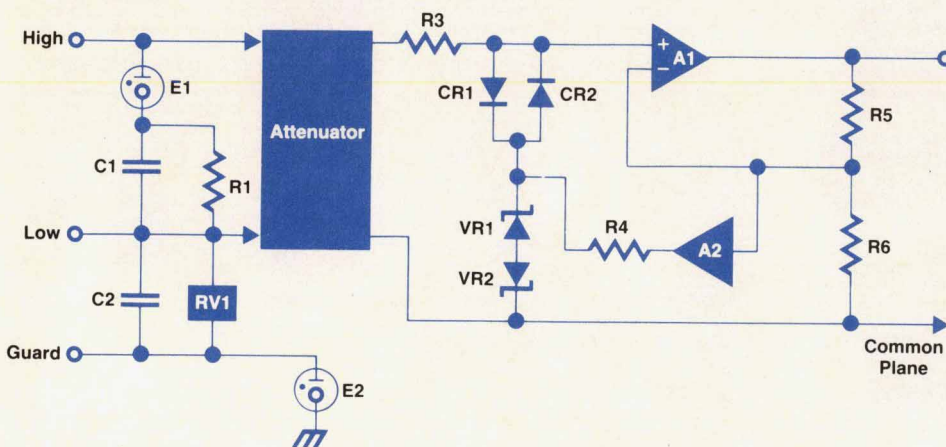 High
E1
C1
R1
Low
C2
RV1
Guard
E2
Attenuator
R3
CR1
CR2
VR1
VR2
R4
A2
+
−
A1
R5
R6
Common
Plane